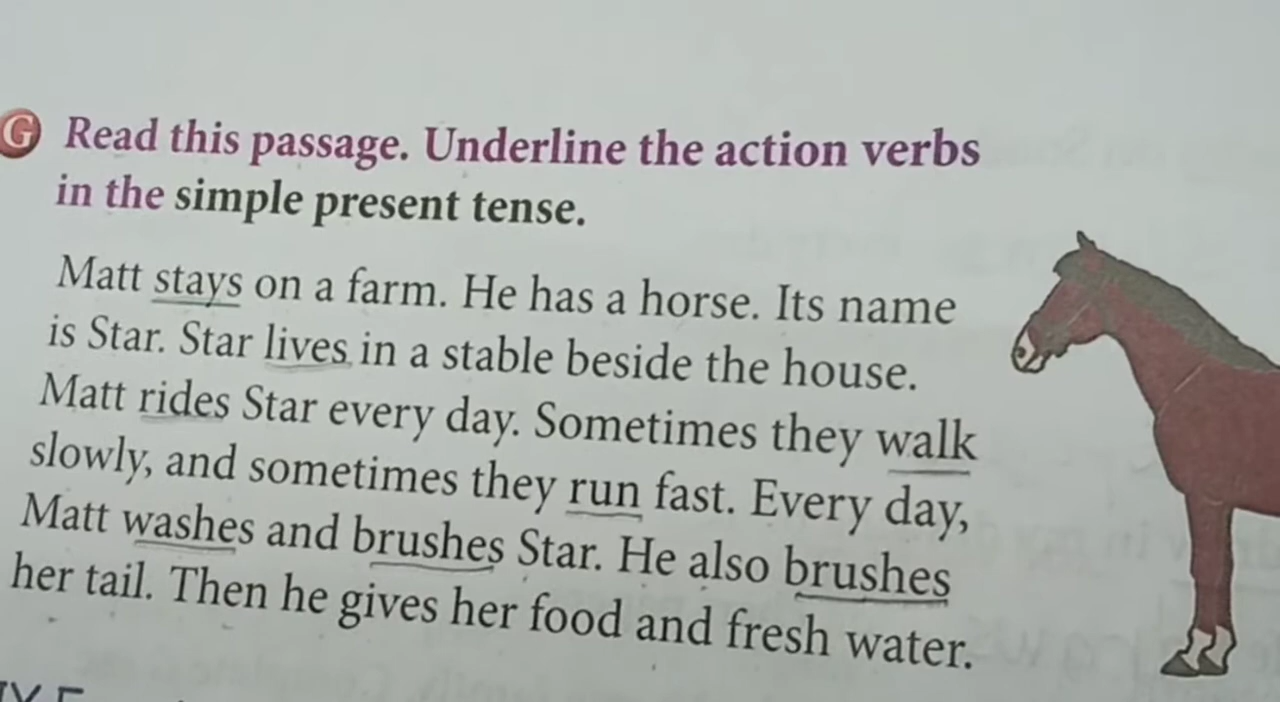 G Read this passage. Underline the action verbs
in the simple present tense.
Matt stays on a farm. He has a horse. Its name
is Star. Star lives in a stable beside the house.
Matt rides Star every day. Sometimes they walk
slowly, and sometimes they run fast. Every day,
Matt washes and brushes Star. He also brushes
her tail. Then he gives her food and fresh water.